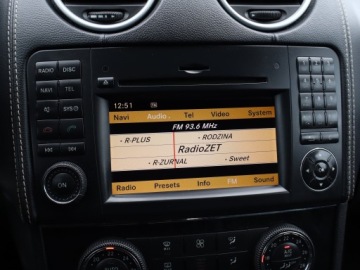 RADIO DISC
NAVI TEL
SYS
12:51
Navi Audio Tel Video System
FM 93.6 MHz
R-PLUS RODZINA
RadioZET
R-ZURNAL Sweet
Radio Presets Info FM Sound
ON